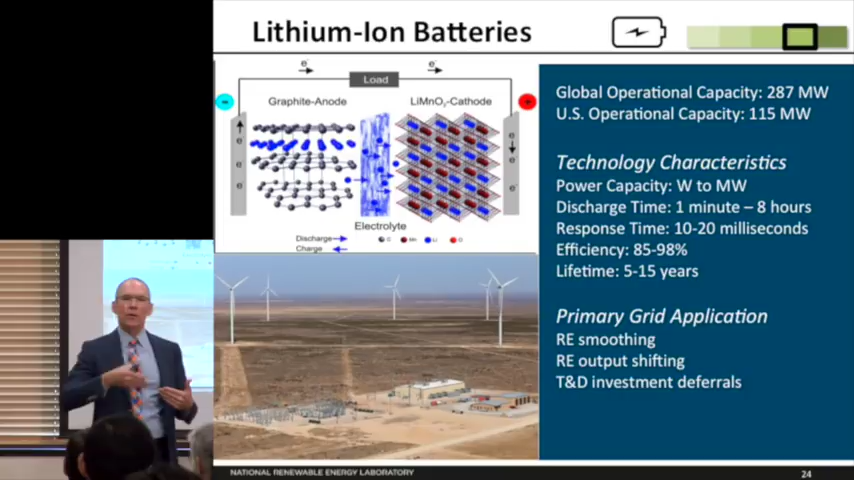 Lithium-Ion Batteries
e⁻
e⁻
Load
Graphite-Anode
LiMnO₂-Cathode
e⁻
e⁻
e⁻
e⁻
e⁻
e⁻
Electrolyte
Discharge
Charge
C
Mn
Li
O
Global Operational Capacity: 287 MW
U.S. Operational Capacity: 115 MW
Technology Characteristics
Power Capacity: W to MW
Discharge Time: 1 minute – 8 hours
Response Time: 10-20 milliseconds
Efficiency: 85-98%
Lifetime: 5-15 years
Primary Grid Application
RE smoothing
RE output shifting
T&D investment deferrals
NATIONAL RENEWABLE ENERGY LABORATORY
24